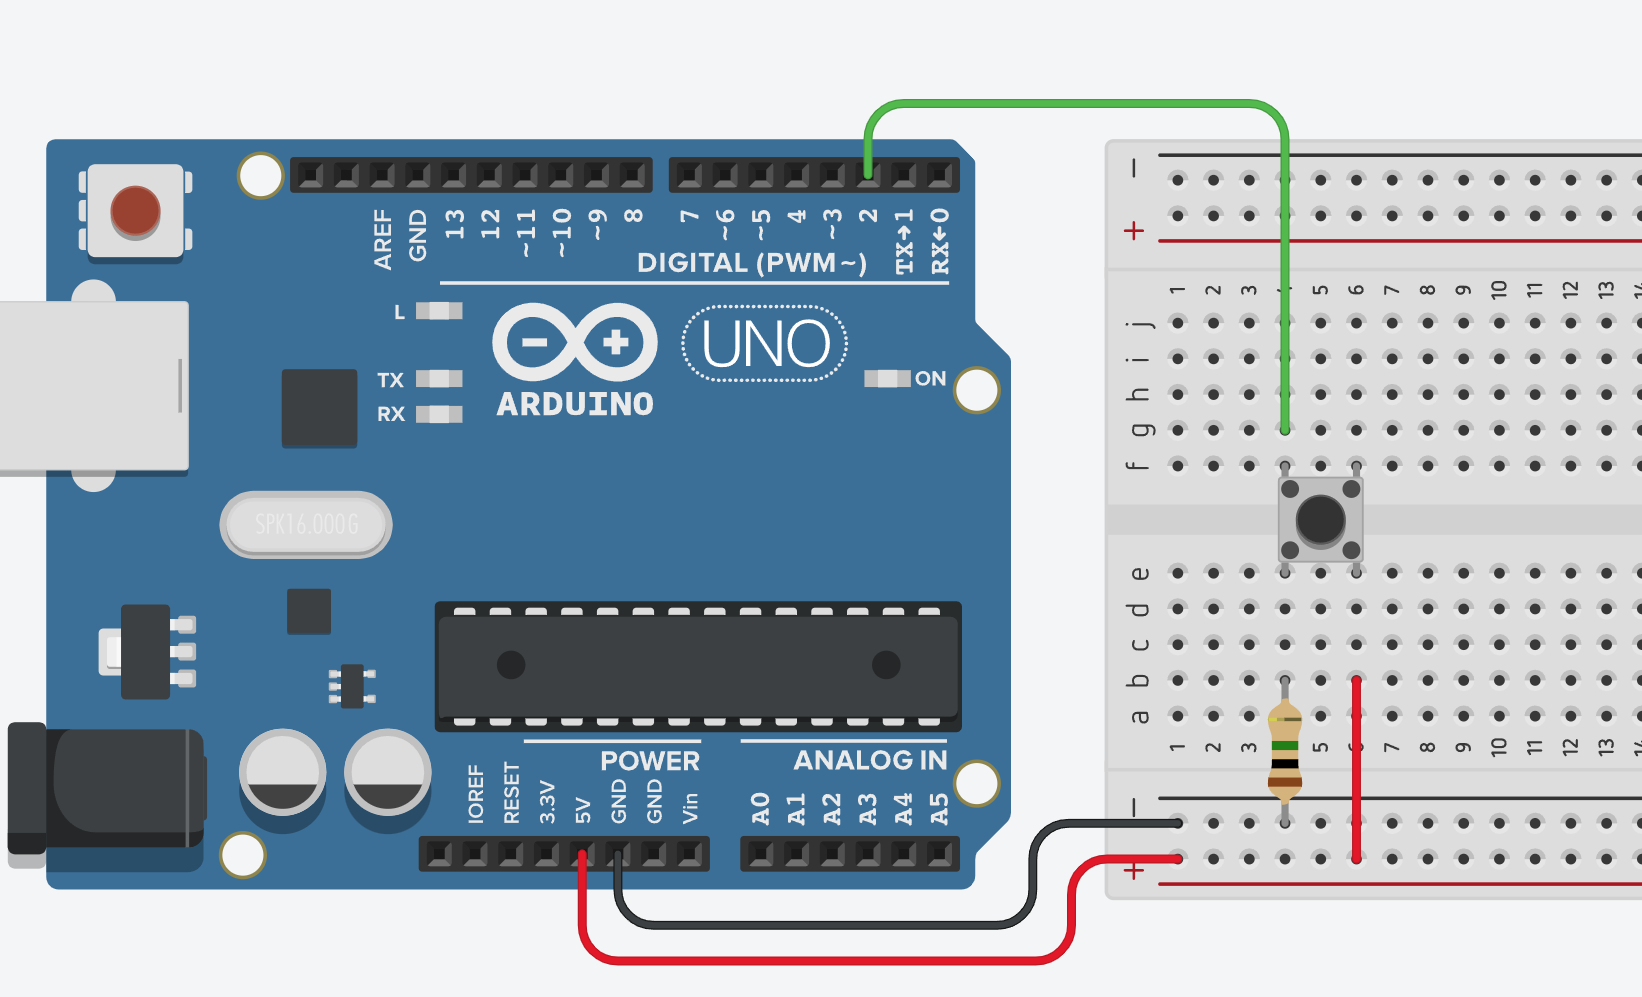 AREF GND 13 12 ~11 ~10 ~9 8 7 ~6 ~5 4 ~3 2 TX→1 RX←0
DIGITAL (PWM~)
L
TX
RX
UNO
ARDUINO
ON
SPK16.000G
POWER
ANALOG IN
IOREF RESET 3.3V 5V GND GND Vin A0 A1 A2 A3 A4 A5
−
+
1 2 3 5 6 7 8 9 10 11 12 13 14
j
i
h
g
f
e
d
c
b
a
1 2 3 5 6 7 8 9 10 11 12 13 14
−
+